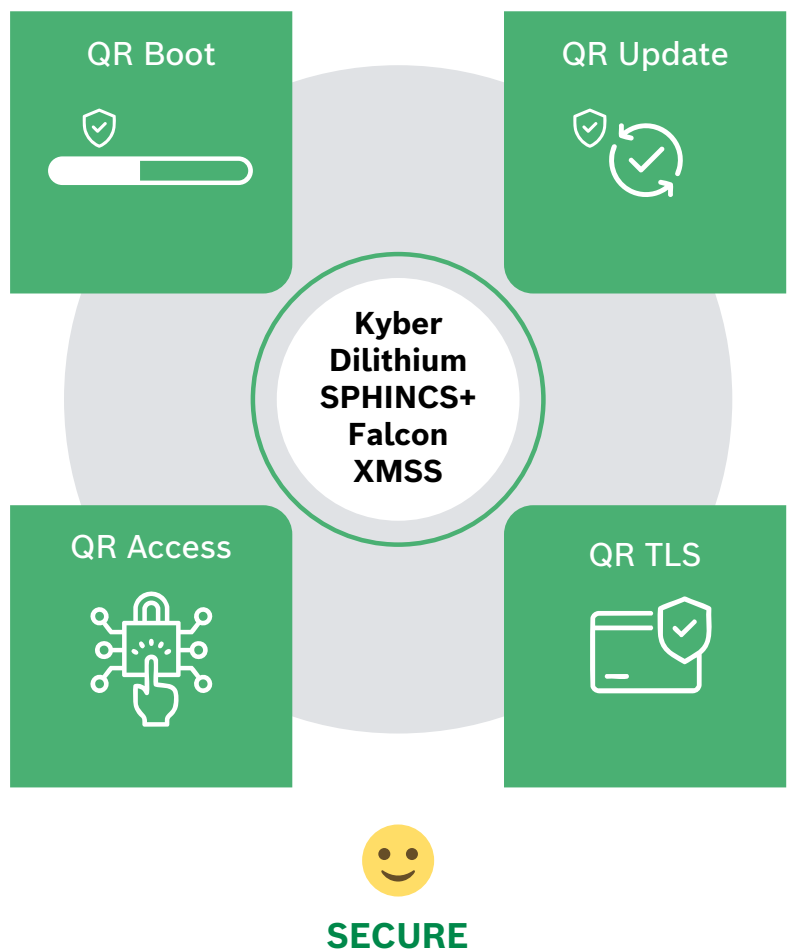 QR Boot
QR Update
Kyber
Dilithium
SPHINCS+
Falcon
XMSS
QR Access
QR TLS
SECURE